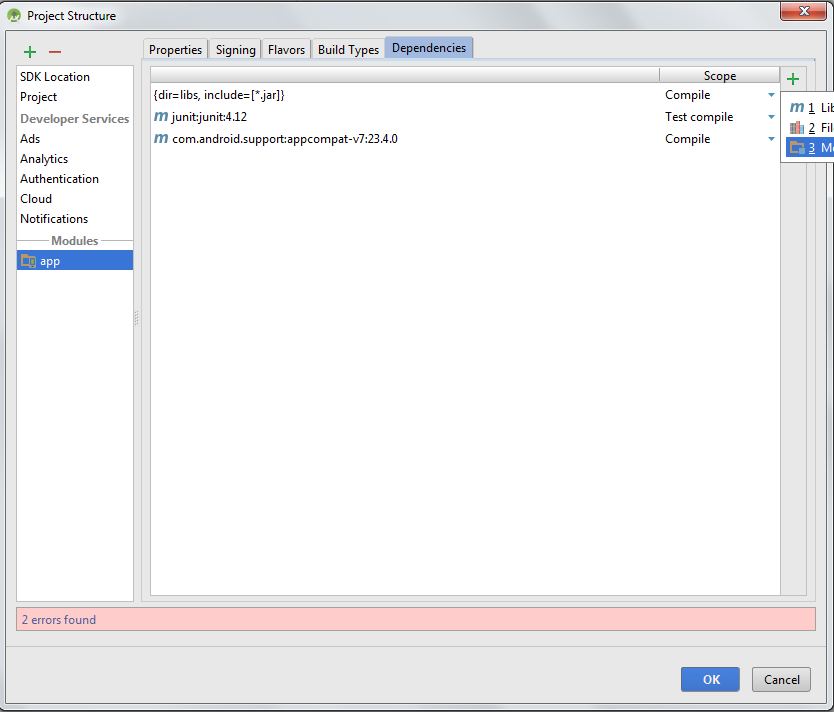 Project Structure
Properties Signing Flavors Build Types Dependencies
SDK Location
Project
Developer Services
Ads
Analytics
Authentication
Cloud
Notifications
Modules
app
Scope
{dir=libs, include=[*.jar]} Compile
m junit:junit:4.12 Test compile
m com.android.support:appcompat-v7:23.4.0 Compile
m 1 Lib
2 Fil
3 Mo
2 errors found
OK Cancel